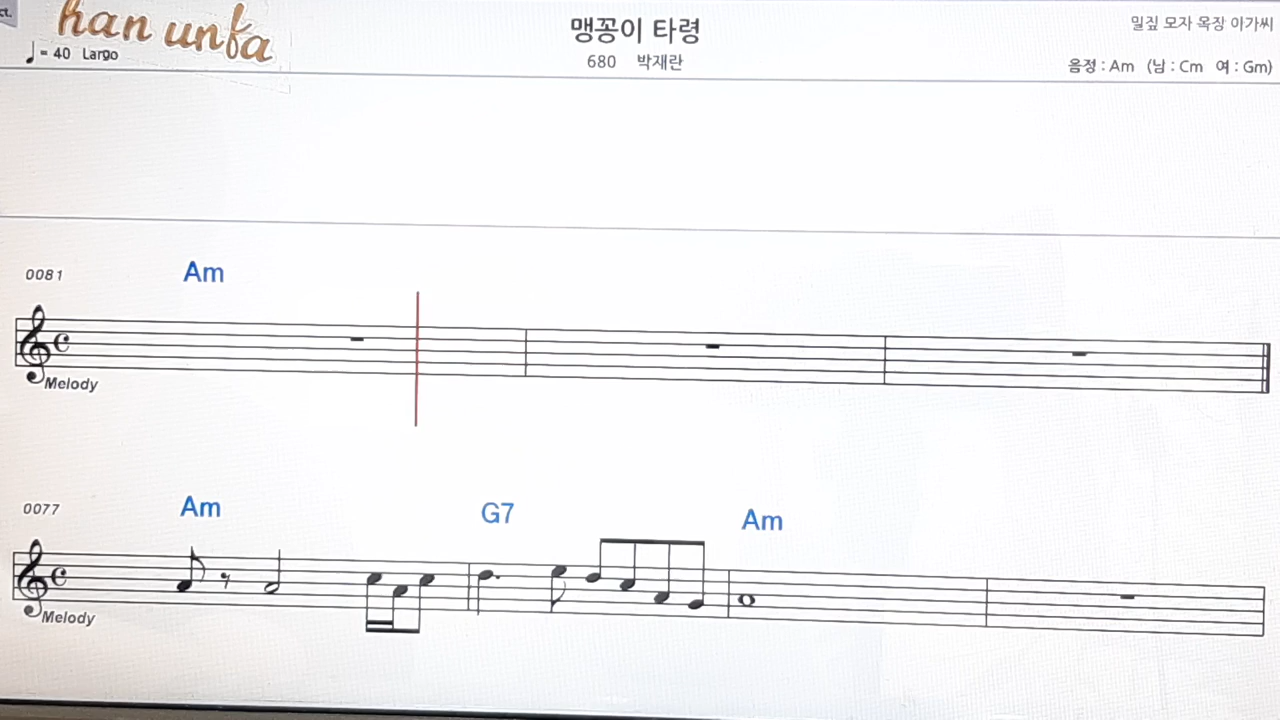 ct.
han unfa
= 40 Largo
맹꽁이 타령
680 박재란
밀짚 모자 목장 아가씨
음정 : Am (남 : Cm 여 : Gm)
0081 Am
Melody
0077 Am G7 Am
Melody